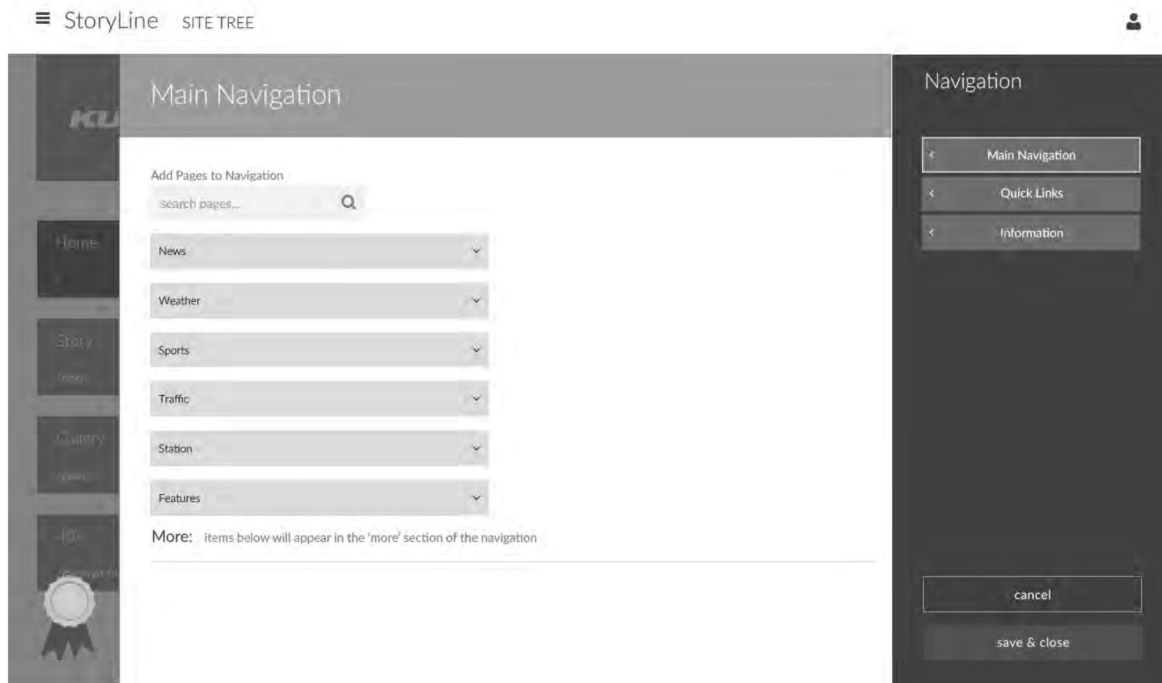 StoryLine SITE TREE
Main Navigation
Add Pages to Navigation
search pages...
News
Weather
Sports
Traffic
Station
Features
More: items below will appear in the 'more' section of the navigation
Home
Story
Gallery
Navigation
Main Navigation
Quick Links
Information
cancel
save & close